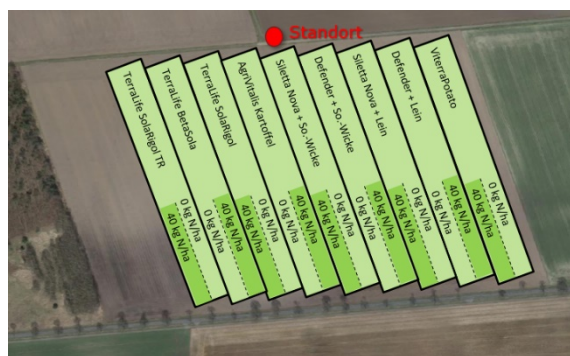 Standort
TerraLife SolaRigol TR
40 kg N/ha
0 kg N/ha
TerraLife BetaSola
0 kg N/ha
40 kg N/ha
TerraLife SolaRigol
40 kg N/ha
0 kg N/ha
AgriVitalis Kartoffel
0 kg N/ha
40 kg N/ha
Siletta Nova + So.-Wicke
40 kg N/ha
0 kg N/ha
Defender + So.-Wicke
0 kg N/ha
40 kg N/ha
Siletta Nova + Lein
40 kg N/ha
0 kg N/ha
Defender + Lein
0 kg N/ha
40 kg N/ha
ViterraPotato
40 kg N/ha
0 kg N/ha